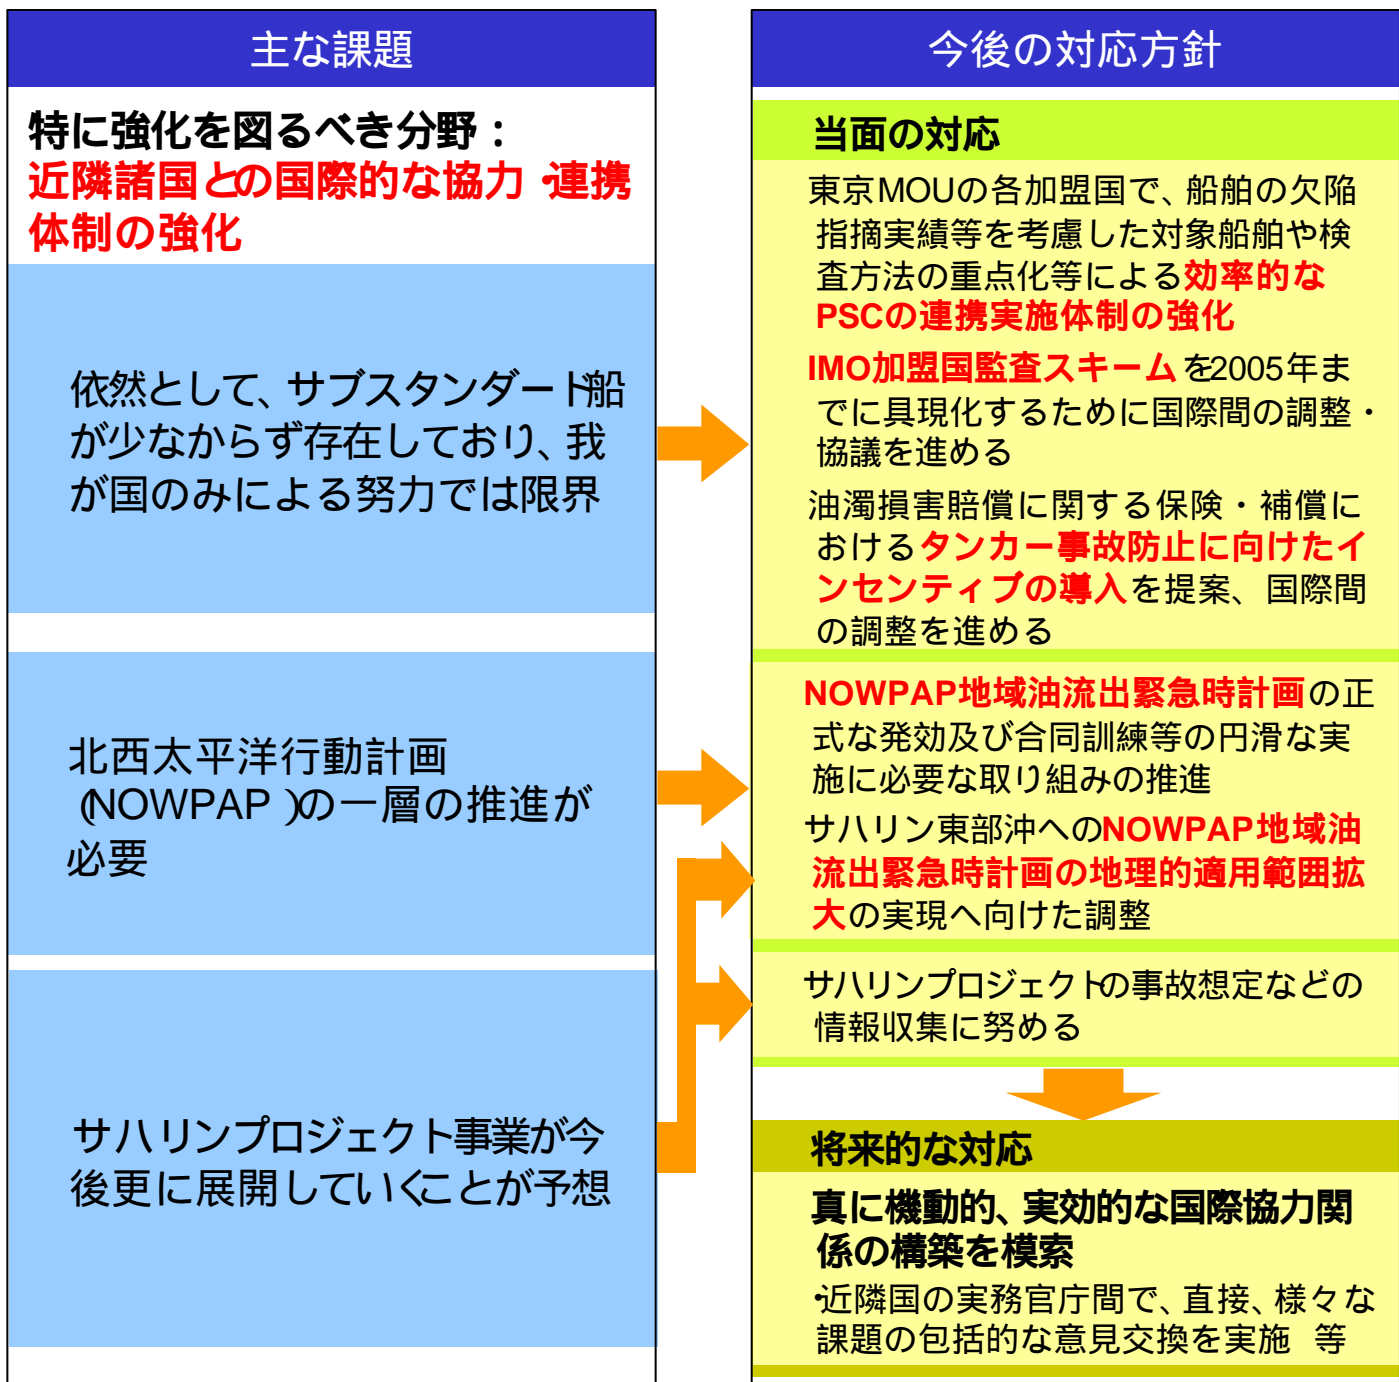 主な課題
特に強化を図るべき分野：
近隣諸国との国際的な協力・連携
体制の強化
依然として、サブスタンダード船
が少なからず存在しており、我
が国のみによる努力では限界
北西太平洋行動計画
(NOWPAP)の一層の推進が
必要
サハリンプロジェクト事業が今
後更に展開していくことが予想
今後の対応方針
当面の対応
東京MOUの各加盟国で、船舶の欠陥
指摘実績等を考慮した対象船舶や検
査方法の重点化等による効率的な
PSCの連携実施体制の強化
IMO加盟国監査スキームを2005年ま
でに具現化するために国際間の調整・
協議を進める
油濁損害賠償に関する保険・補償に
おけるタンカー事故防止に向けたイ
ンセンティブの導入を提案、国際間
の調整を進める
NOWPAP地域油流出緊急時計画の正
式な発効及び合同訓練等の円滑な実
施に必要な取り組みの推進
サハリン東部沖へのNOWPAP地域油
流出緊急時計画の地理的適用範囲拡
大の実現へ向けた調整
サハリンプロジェクトの事故想定などの
情報収集に努める
将来的な対応
真に機動的、実効的な国際協力関
係の構築を模索
・近隣国の実務官庁間で、直接、様々な
課題の包括的な意見交換を実施　等